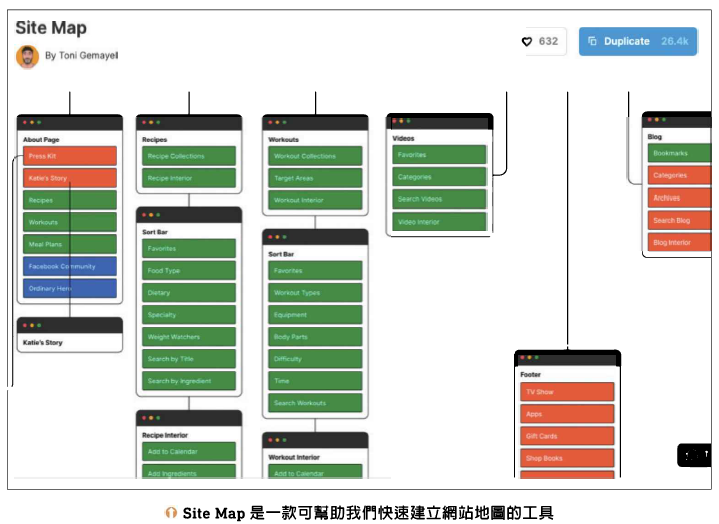 Site Map
By Toni Gemayell
632
Duplicate 26.4k
About Page
Press Kit
Katie's Story
Recipes
Workouts
Meal Plans
Facebook Community
Ordinary Hero
Katie's Story
Recipes
Recipe Collections
Recipe Interior
Sort Bar
Favorites
Food Type
Dietary
Specialty
Weight Watchers
Search by Title
Search by Ingredient
Recipe Interior
Add to Calendar
Add Ingredients
Workouts
Workout Collections
Target Areas
Workout Interior
Sort Bar
Favorites
Workout Types
Equipment
Body Parts
Difficulty
Time
Search Workouts
Workout Interior
Add to Calendar
Videos
Favorites
Categories
Search Videos
Video Interior
Footer
TV Show
Apps
Gift Cards
Shop Books
Blog
Bookmarks
Categories
Archives
Search Blog
Blog Interior
Site Map 是一款可幫助我們快速建立網站地圖的工具